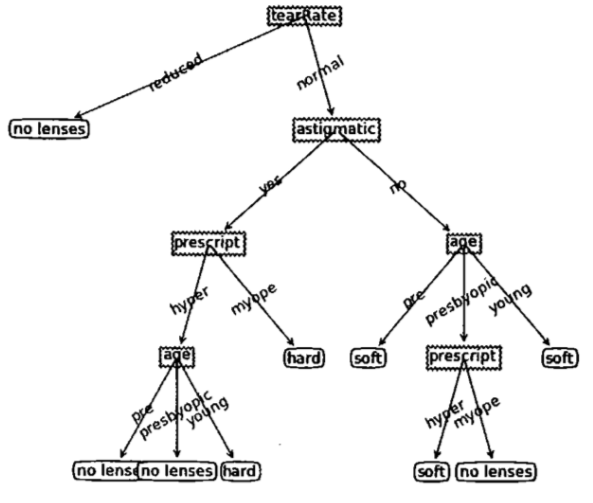 tearRate
reduced
normal
no lenses
astigmatic
yes
no
prescript
age
hyper
myope
pre
presbyopic
young
age
hard
soft
prescript
soft
pre
presbyopic
young
hyper
myope
no lense
no lenses
hard
soft
no lenses